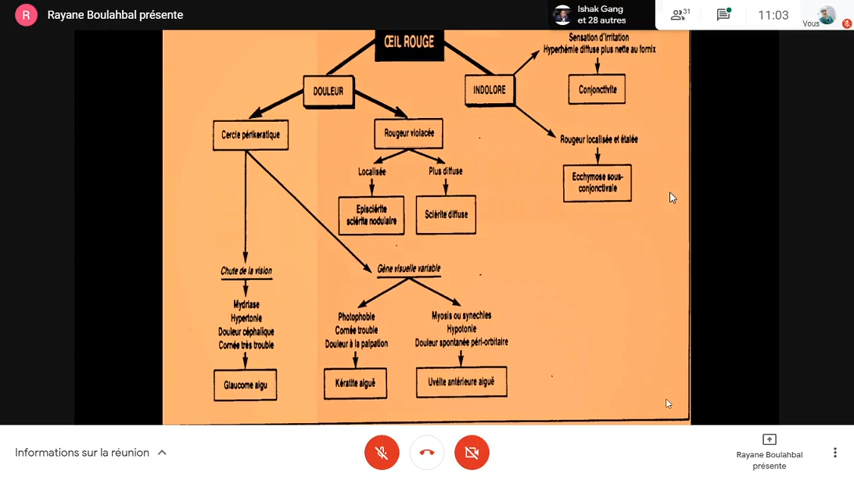 R
Rayane Boulahbal présente
Ishak Gang
et 28 autres
31
11:03
Vous
ŒIL ROUGE
Sensation d'irritation
Hyperhémie diffuse plus nette au fornix
DOULEUR
INDOLORE
Conjonctivite
Cercle périkeratique
Rougeur violacée
Rougeur localisée et étalée
Localisée
Plus diffuse
Ecchymose sous-
conjonctivale
Episclérite
sclérite nodulaire
Sclérite diffuse
Chute de la vision
Gêne visuelle variable
Mydriase
Hypertonie
Douleur céphalique
Cornée très trouble
Photophobie
Cornée trouble
Douleur à la palpation
Myosis ou synechies
Hypotonie
Douleur spontanée péri-orbitaire
Glaucome aigu
Kératite aiguë
Uvéite antérieure aiguë
Informations sur la réunion
Rayane Boulahbal
présente